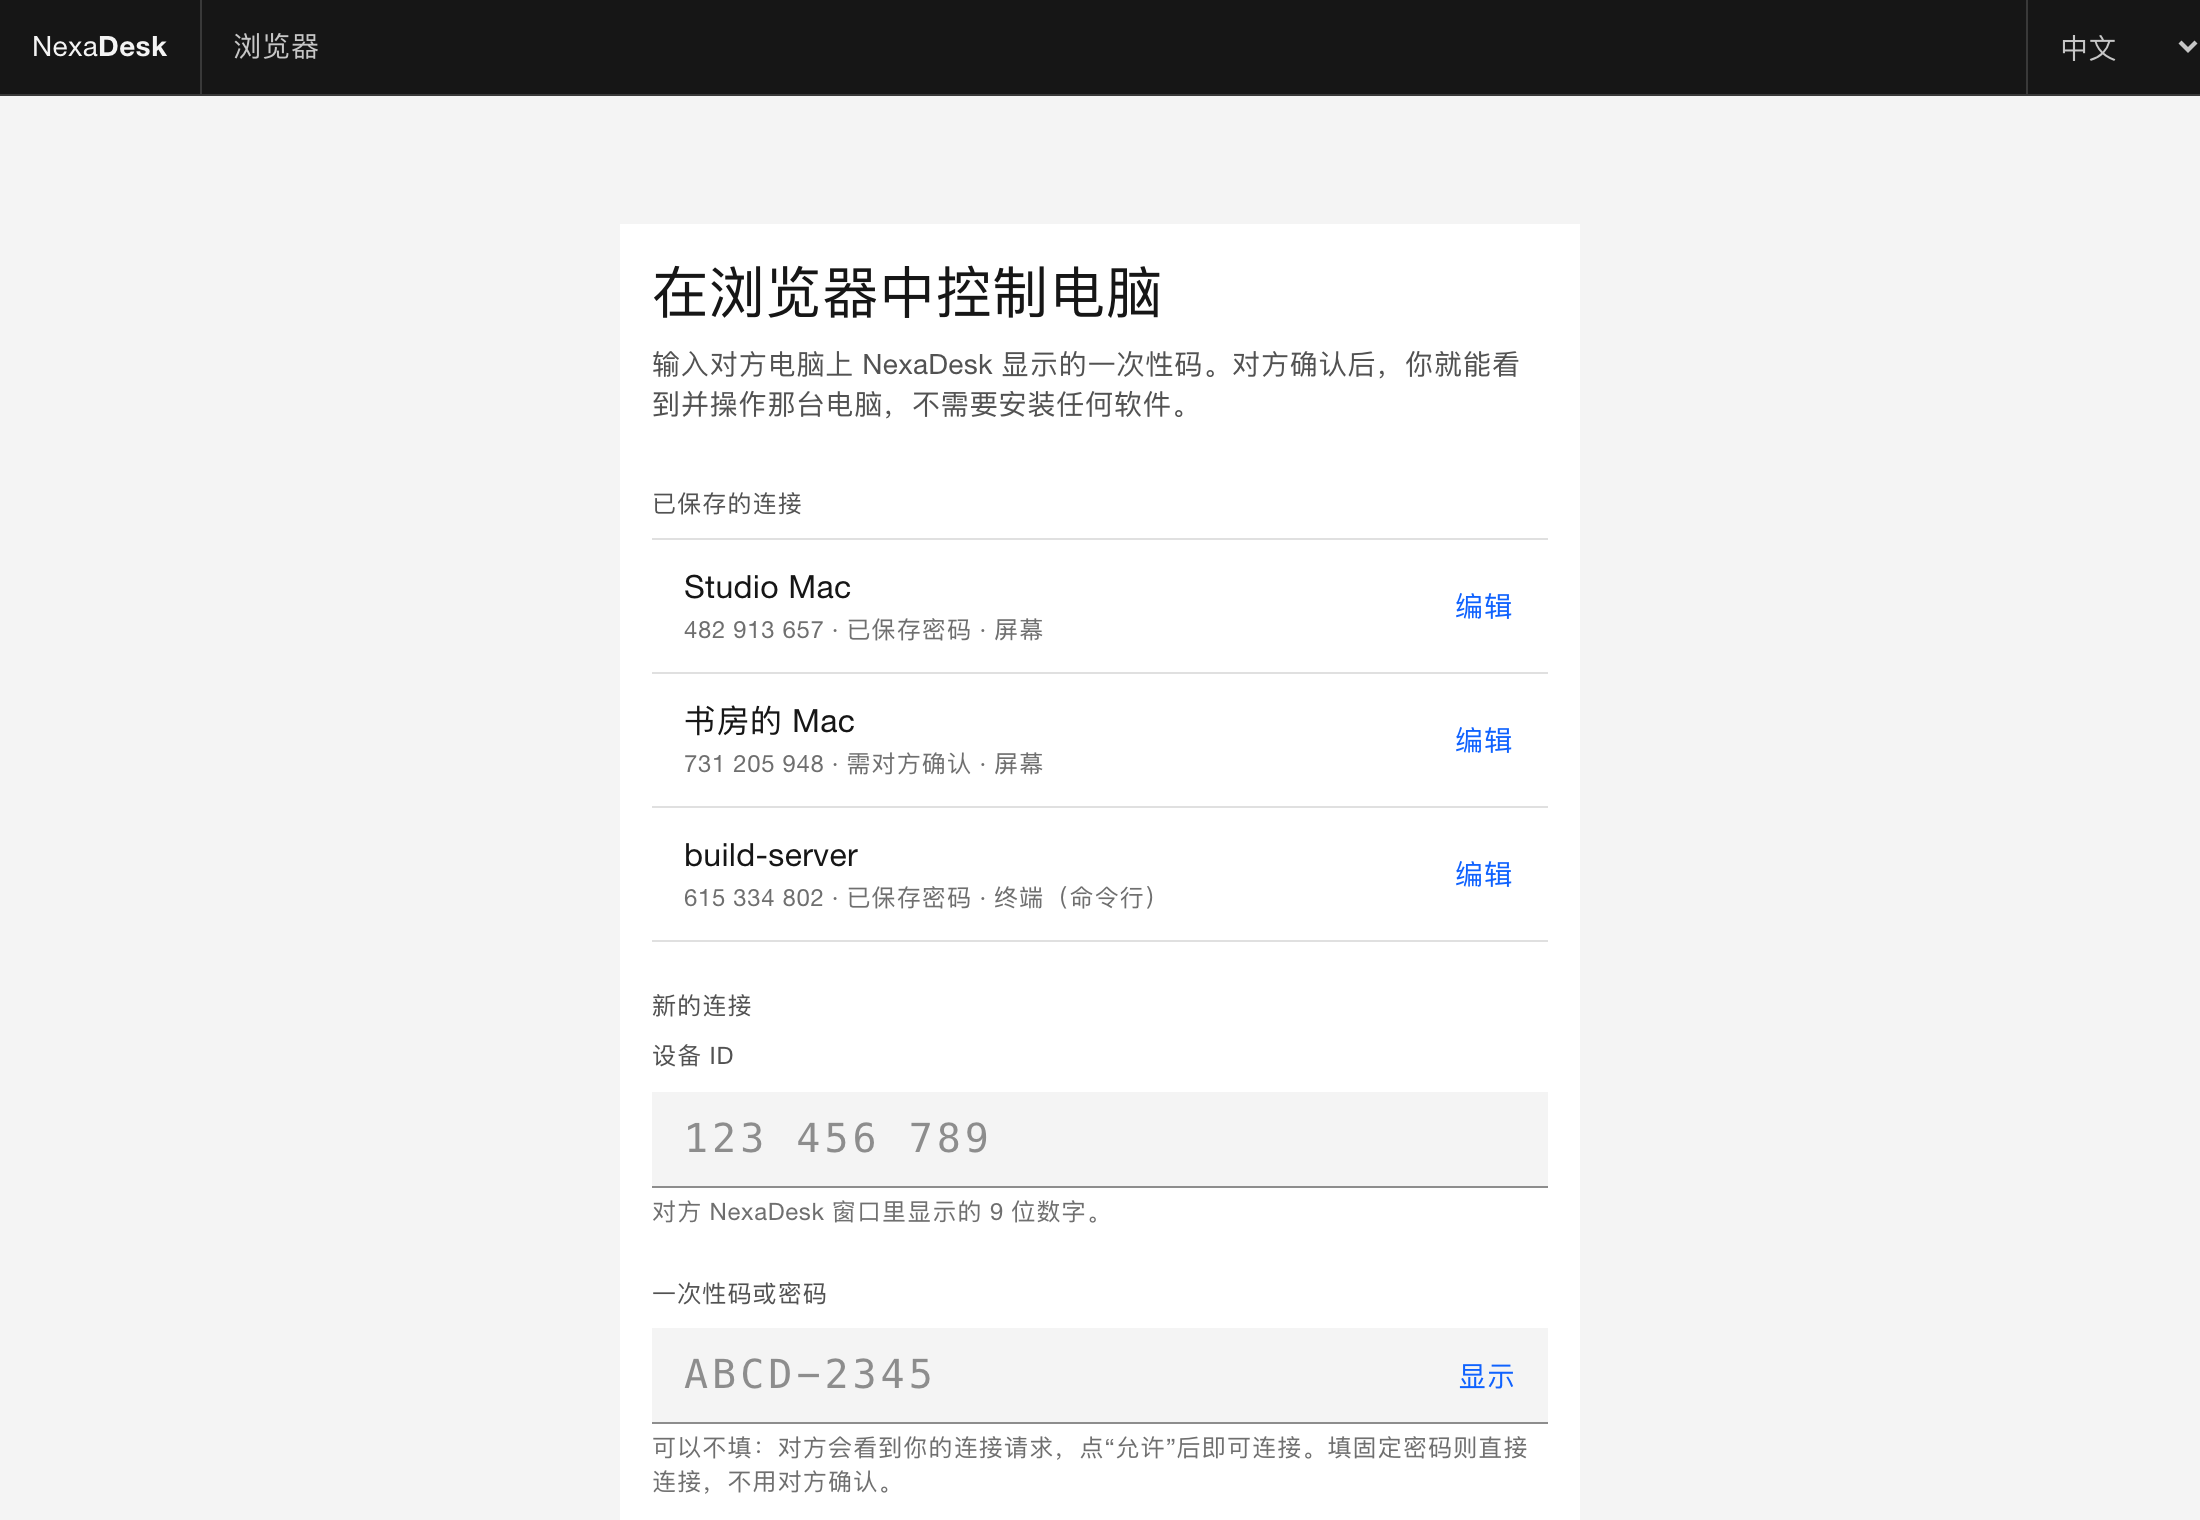 NexaDesk 浏览器 中文
在浏览器中控制电脑
输入对方电脑上 NexaDesk 显示的一次性码。对方确认后，你就能看
到并操作那台电脑，不需要安装任何软件。
已保存的连接
Studio Mac
482 913 657 · 已保存密码 · 屏幕
编辑
书房的 Mac
731 205 948 · 需对方确认 · 屏幕
编辑
build-server
615 334 802 · 已保存密码 · 终端（命令行）
编辑
新的连接
设备 ID
123 456 789
对方 NexaDesk 窗口里显示的 9 位数字。
一次性码或密码
ABCD-2345
显示
可以不填：对方会看到你的连接请求，点“允许”后即可连接。填固定密码则直接
连接，不用对方确认。